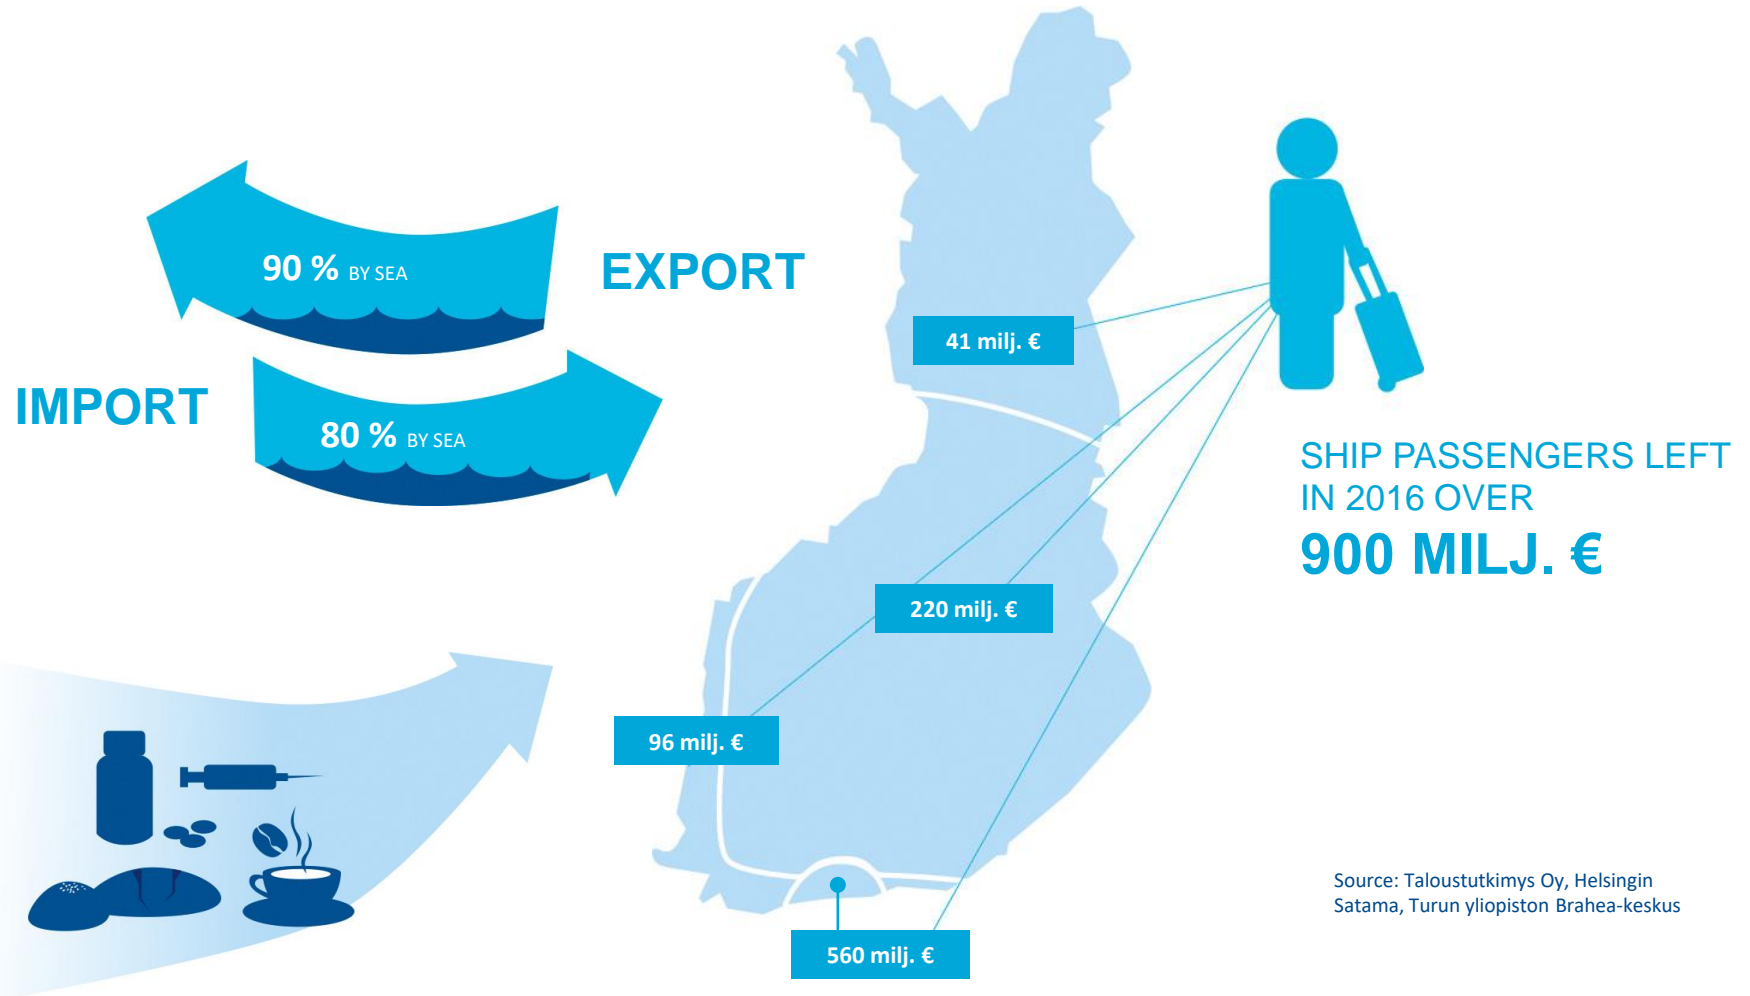 90 % BY SEA
EXPORT
IMPORT
80 % BY SEA
41 milj. €
220 milj. €
96 milj. €
560 milj. €
SHIP PASSENGERS LEFT
IN 2016 OVER
900 MILJ. €
Source: Taloustutkimys Oy, Helsingin
Satama, Turun yliopiston Brahea-keskus